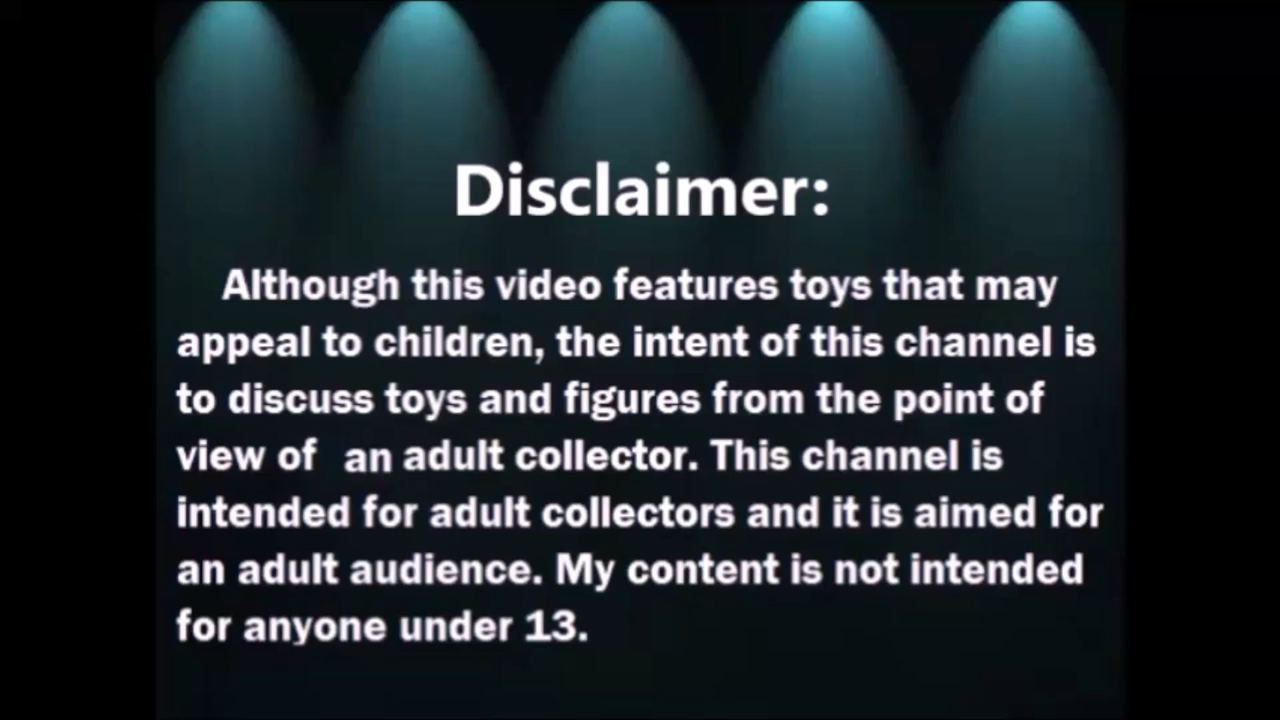 Disclaimer:
Although this video features toys that may
appeal to children, the intent of this channel is
to discuss toys and figures from the point of
view of an adult collector. This channel is
intended for adult collectors and it is aimed for
an adult audience. My content is not intended
for anyone under 13.